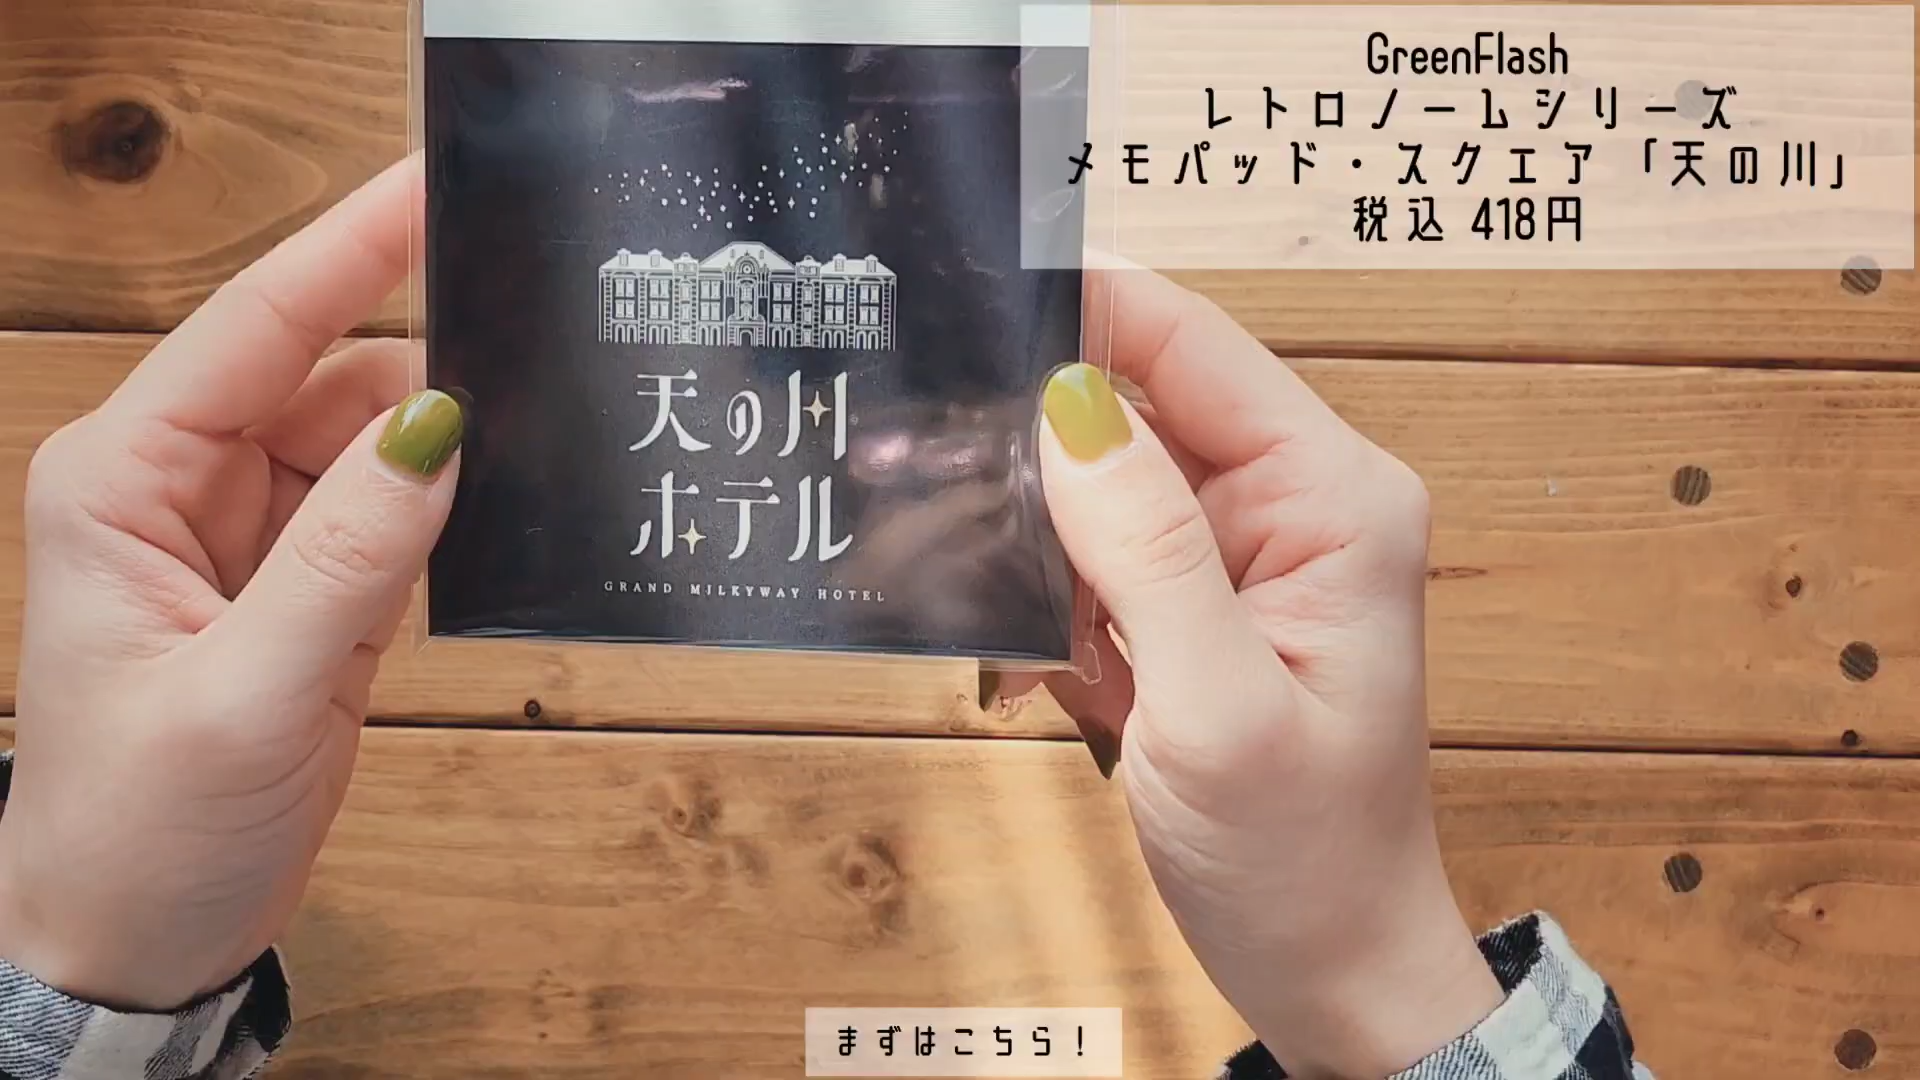 GreenFlash
レトロノームシリーズ
メモパッド・スクエア「天の川」
税込 418円
天の川
ホテル
GRAND MILKYWAY HOTEL
まずはこちら！